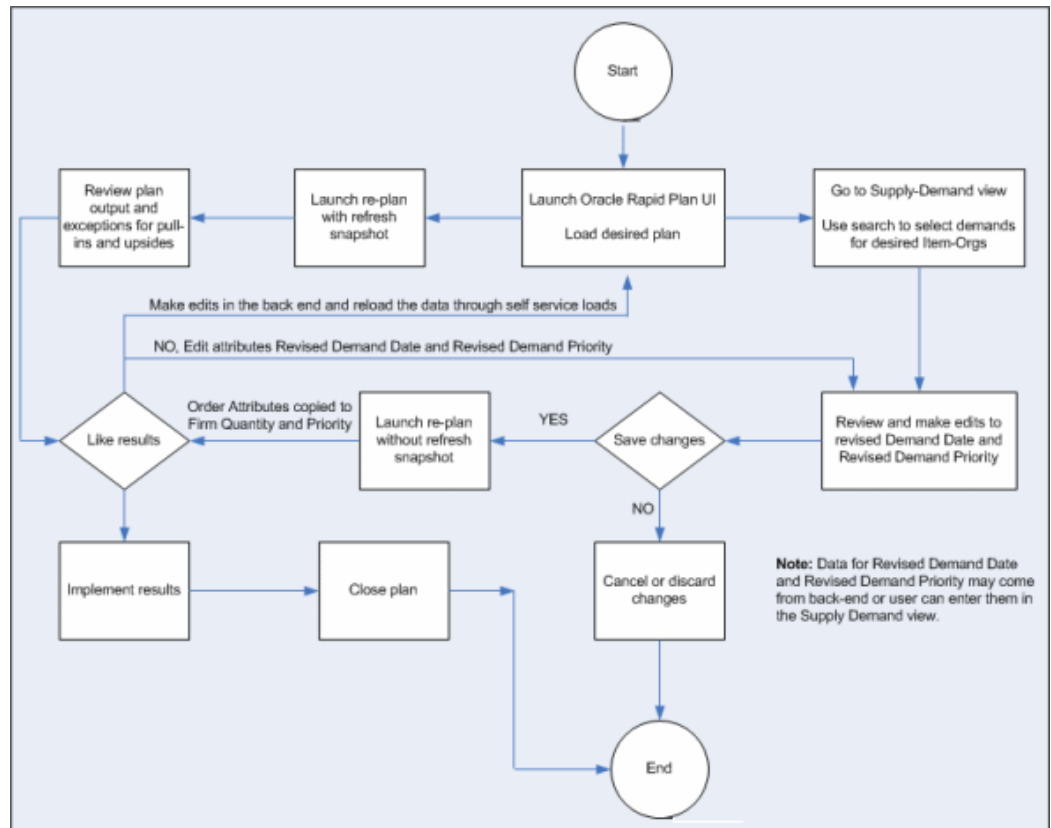 Start
Review plan
output and
exceptions for pull-
ins and upsides
Launch re-plan
with refresh
snapshot
Launch Oracle Rapid Plan UI
Load desired plan
Go to Supply-Demand view
Use search to select demands
for desired Item-Orgs
Make edits in the back end and reload the data through self service loads
NO, Edit attributes Revised Demand Date and Revised Demand Priority
Like results
Order Attributes copied to
Firm Quantity and Priority
Launch re-plan
without refresh
snapshot
YES
Save changes
Review and make edits to
revised Demand Date and
Revised Demand Priority
NO
Implement results
Close plan
Cancel or discard
changes
Note: Data for Revised Demand Date
and Revised Demand Priority may come
from back-end or user can enter them in
the Supply Demand view.
End